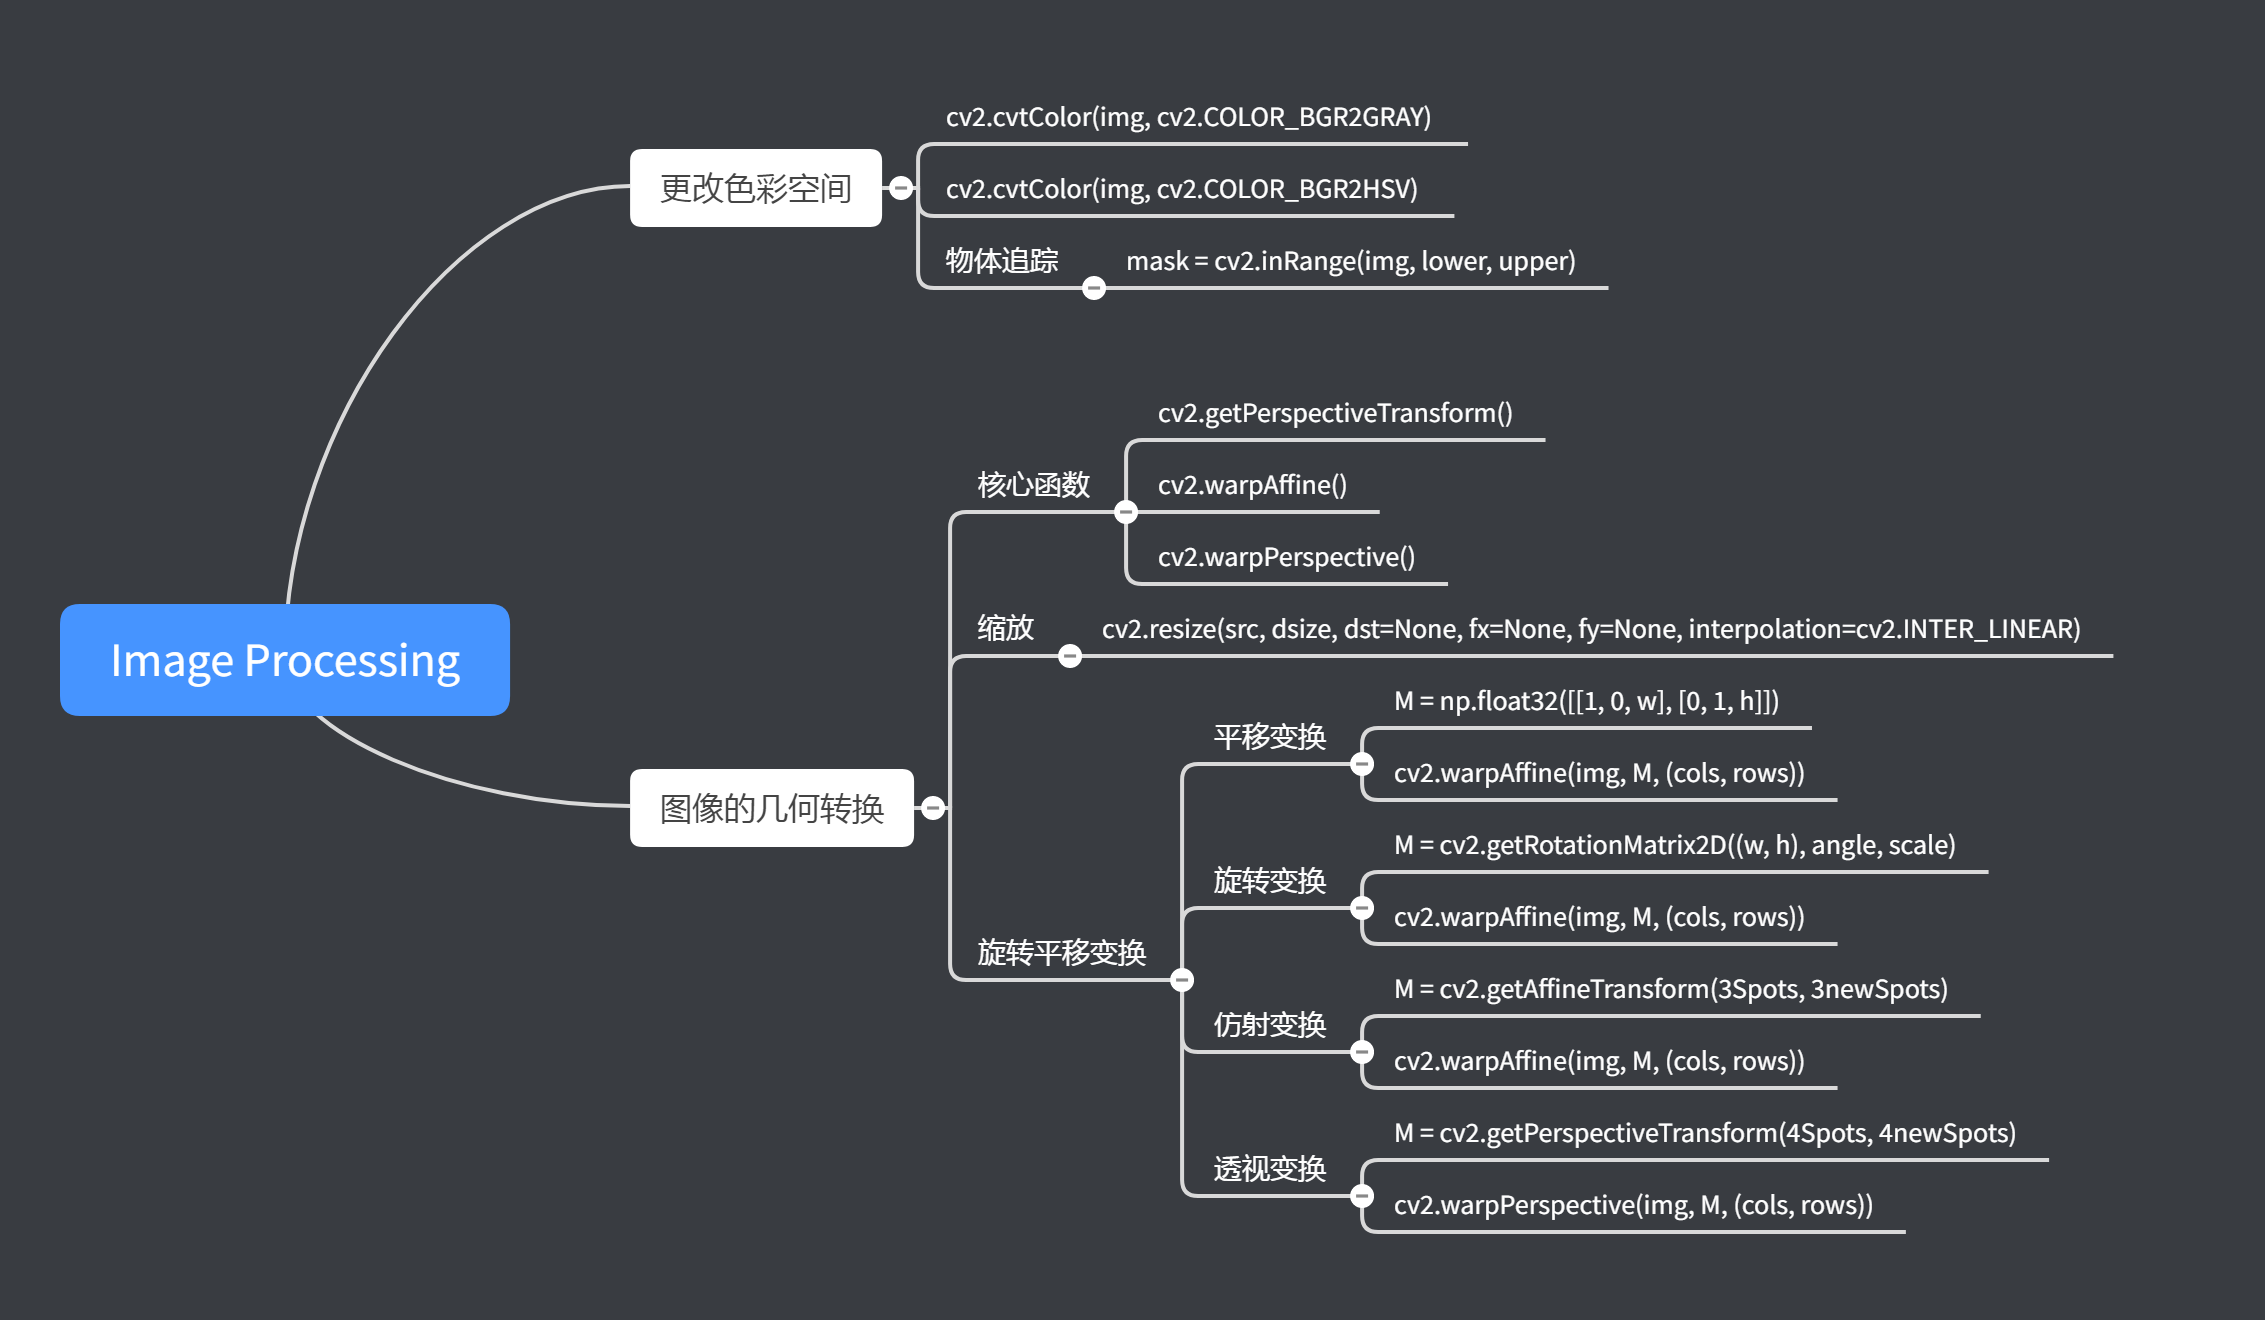 Image Processing
更改色彩空间
cv2.cvtColor(img, cv2.COLOR_BGR2GRAY)
cv2.cvtColor(img, cv2.COLOR_BGR2HSV)
物体追踪
mask = cv2.inRange(img, lower, upper)
图像的几何转换
核心函数
cv2.getPerspectiveTransform()
cv2.warpAffine()
cv2.warpPerspective()
缩放
cv2.resize(src, dsize, dst=None, fx=None, fy=None, interpolation=cv2.INTER_LINEAR)
旋转平移变换
平移变换
M = np.float32([[1, 0, w], [0, 1, h]])
cv2.warpAffine(img, M, (cols, rows))
旋转变换
M = cv2.getRotationMatrix2D((w, h), angle, scale)
cv2.warpAffine(img, M, (cols, rows))
仿射变换
M = cv2.getAffineTransform(3Spots, 3newSpots)
cv2.warpAffine(img, M, (cols, rows))
透视变换
M = cv2.getPerspectiveTransform(4Spots, 4newSpots)
cv2.warpPerspective(img, M, (cols, rows))